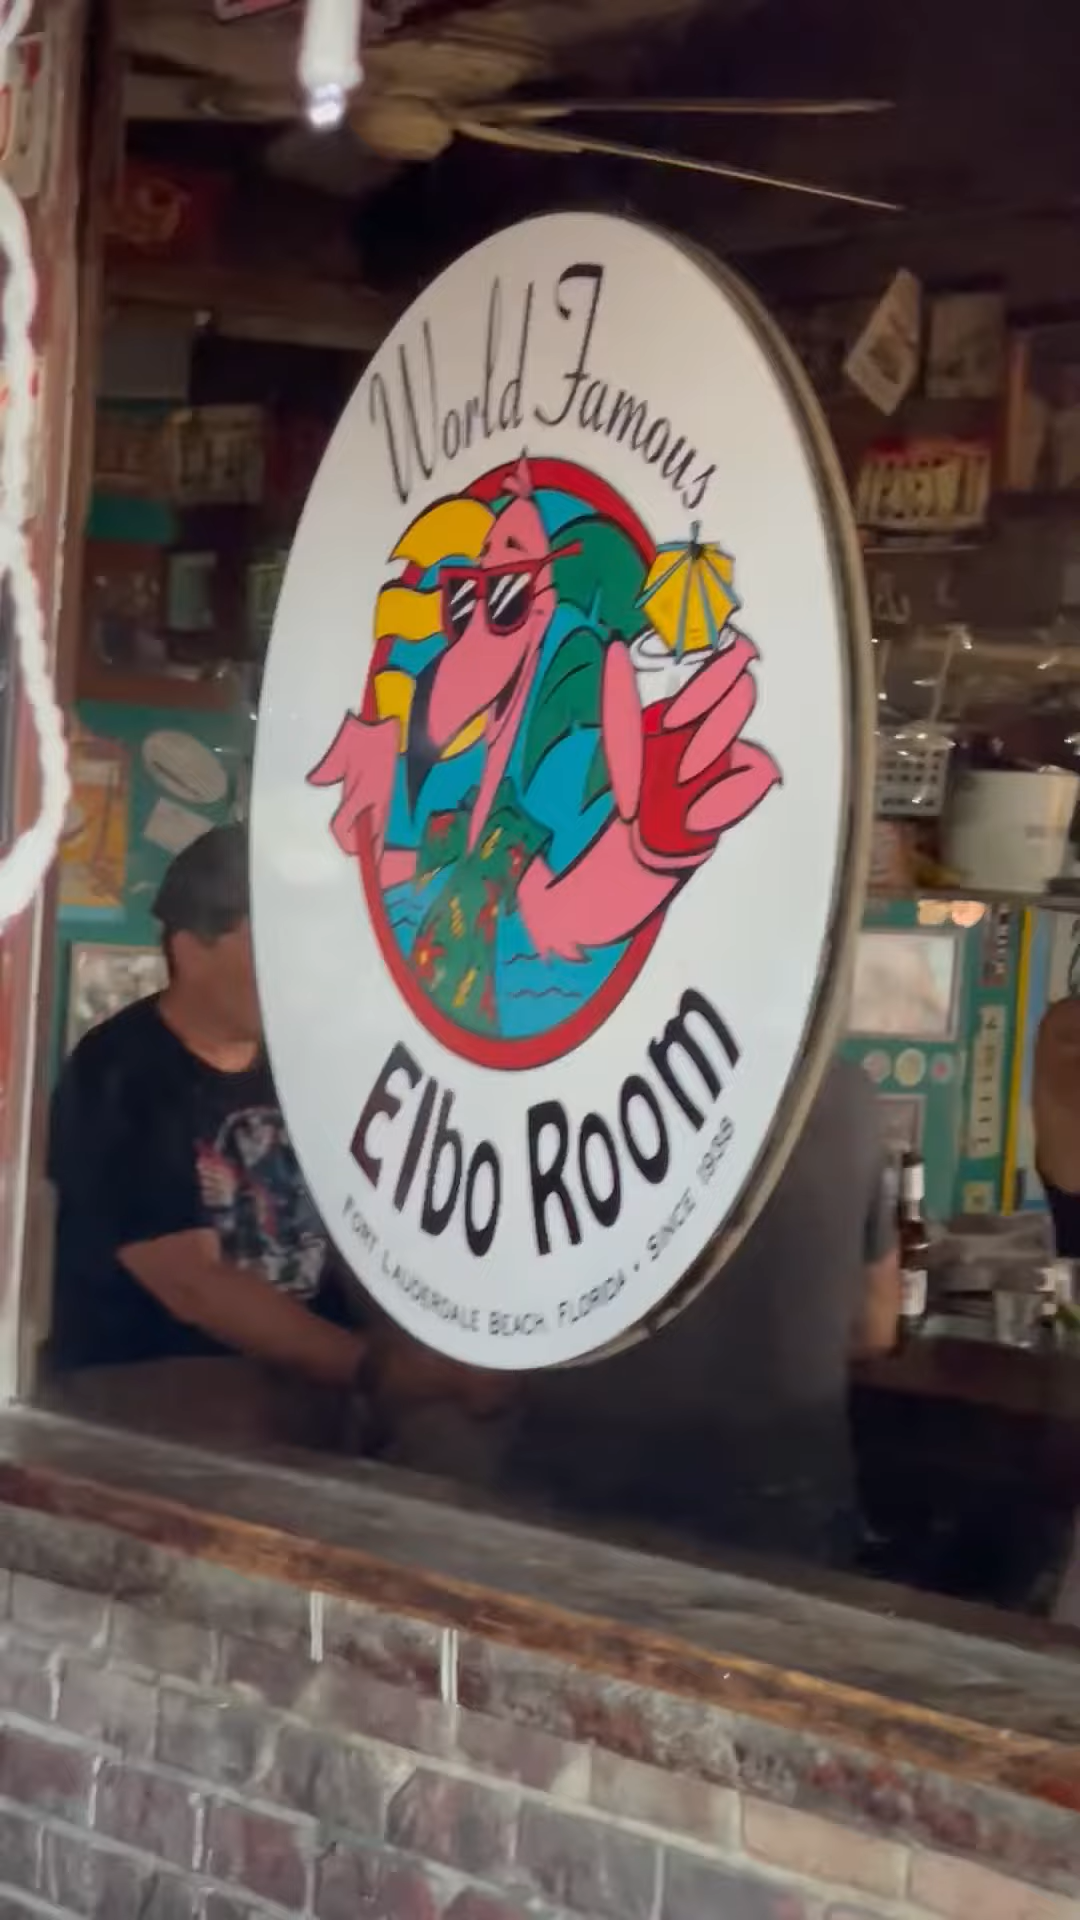 World Famous
Elbo Room
FORT LAUDERDALE BEACH, FLORIDA • SINCE 1938